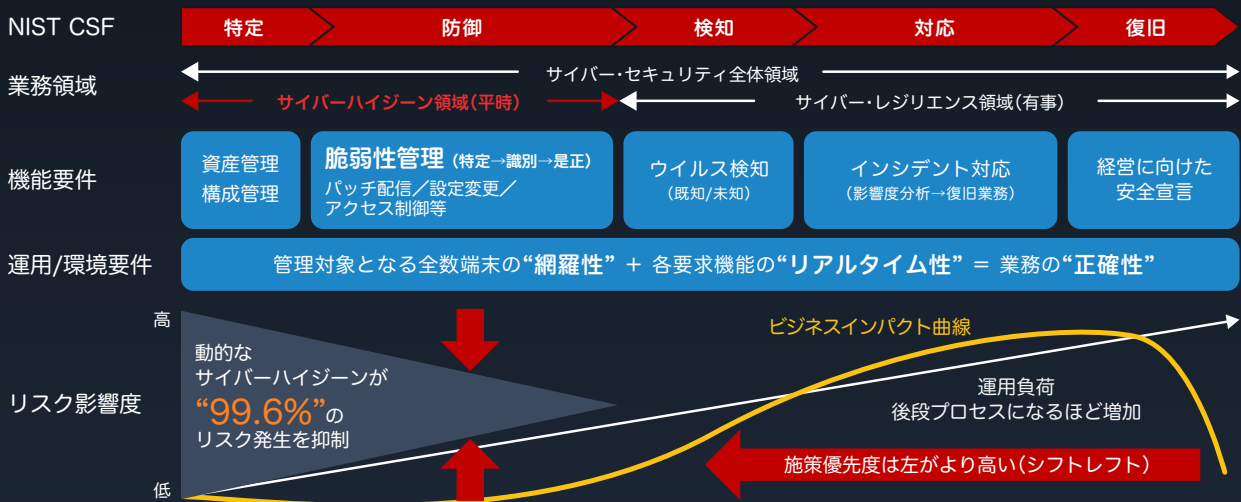 NIST CSF
特定
防御
検知
対応
復旧
業務領域
サイバー・セキュリティ全体領域
サイバーハイジーン領域(平時)
サイバー・レジリエンス領域(有事)
機能要件
資産管理
構成管理
脆弱性管理 (特定→識別→是正)
パッチ配信／設定変更／
アクセス制御等
ウイルス検知
(既知/未知)
インシデント対応
(影響度分析→復旧業務)
経営に向けた
安全宣言
運用/環境要件
管理対象となる全数端末の“網羅性” + 各要求機能の“リアルタイム性” = 業務の“正確性”
リスク影響度
高
低
動的な
サイバーハイジーンが
“99.6%”の
リスク発生を抑制
ビジネスインパクト曲線
運用負荷
後段プロセスになるほど増加
施策優先度は左がより高い(シフトレフト)